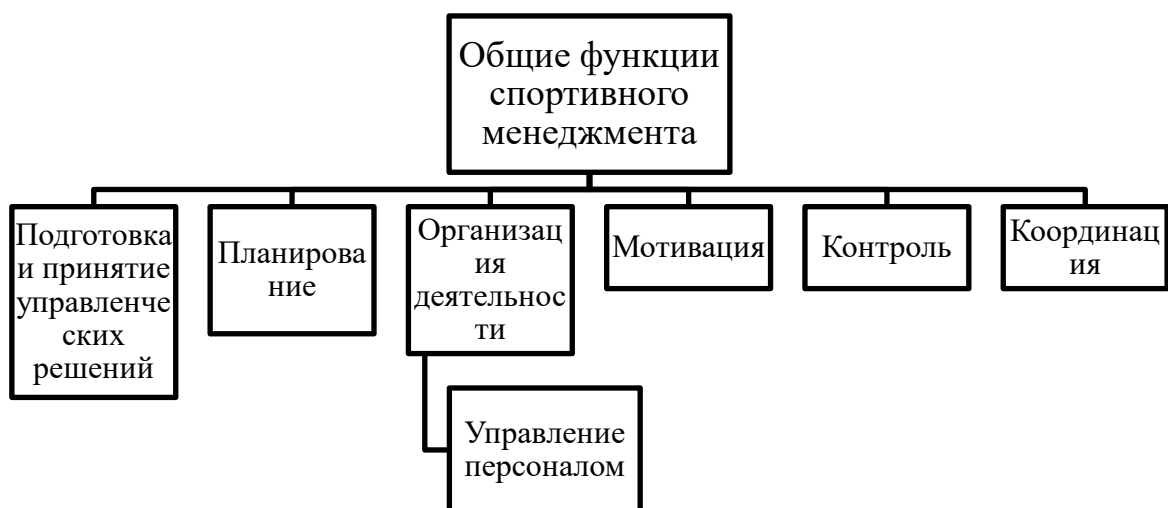 Общие функции
спортивного
менеджмента
Подготовка
и принятие
управленче
ских
решений
Планирова
ние
Организац
ия
деятельнос
ти
Мотивация
Контроль
Координац
ия
Управление
персоналом